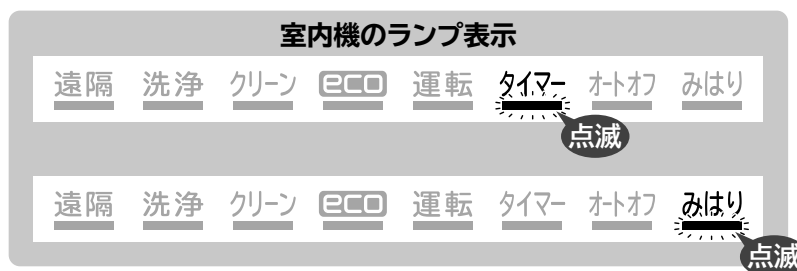 室内機のランプ表示
遠隔 洗浄 クリーン eco 運転 タイマー オートオフ みはり
点滅
遠隔 洗浄 クリーン eco 運転 タイマー オートオフ みはり
点滅